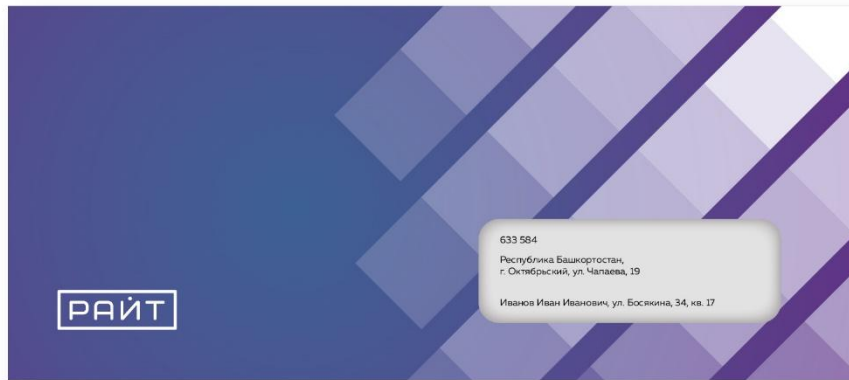 633 584
Республика Башкортостан,
г. Октябрьский, ул. Чапаева, 19
Иванов Иван Иванович, ул. Босякина, 34, кв. 17
РАЙТ